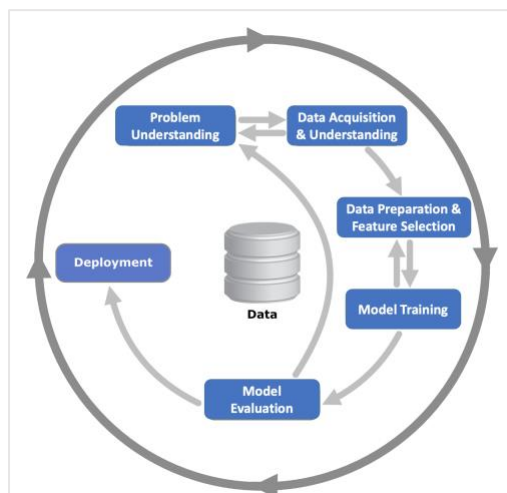 Problem
Understanding
Data Acquisition
& Understanding
Data Preparation &
Feature Selection
Deployment
Data
Model Training
Model
Evaluation